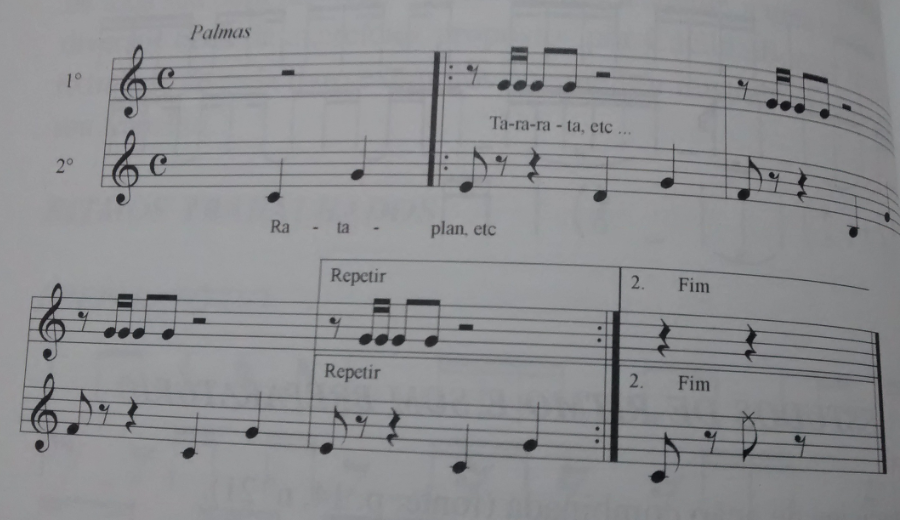 Palmas
1°
Ta-ra-ra - ta, etc ...
2°
Ra - ta - plan, etc
Repetir
2. Fim
Repetir
2. Fim